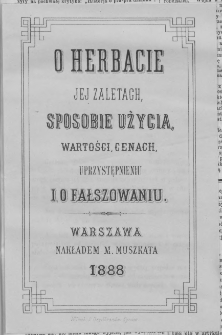 O HERBACIE
JEJ ZALETACH,
SPOSOBIE UŻYCIA,
WARTOŚCI, CENACH,
UPRZYSTĘPNIENIU
I O FAŁSZOWANIU.
WARSZAWA.
NAKŁADEM M. MUSZKATA
1888